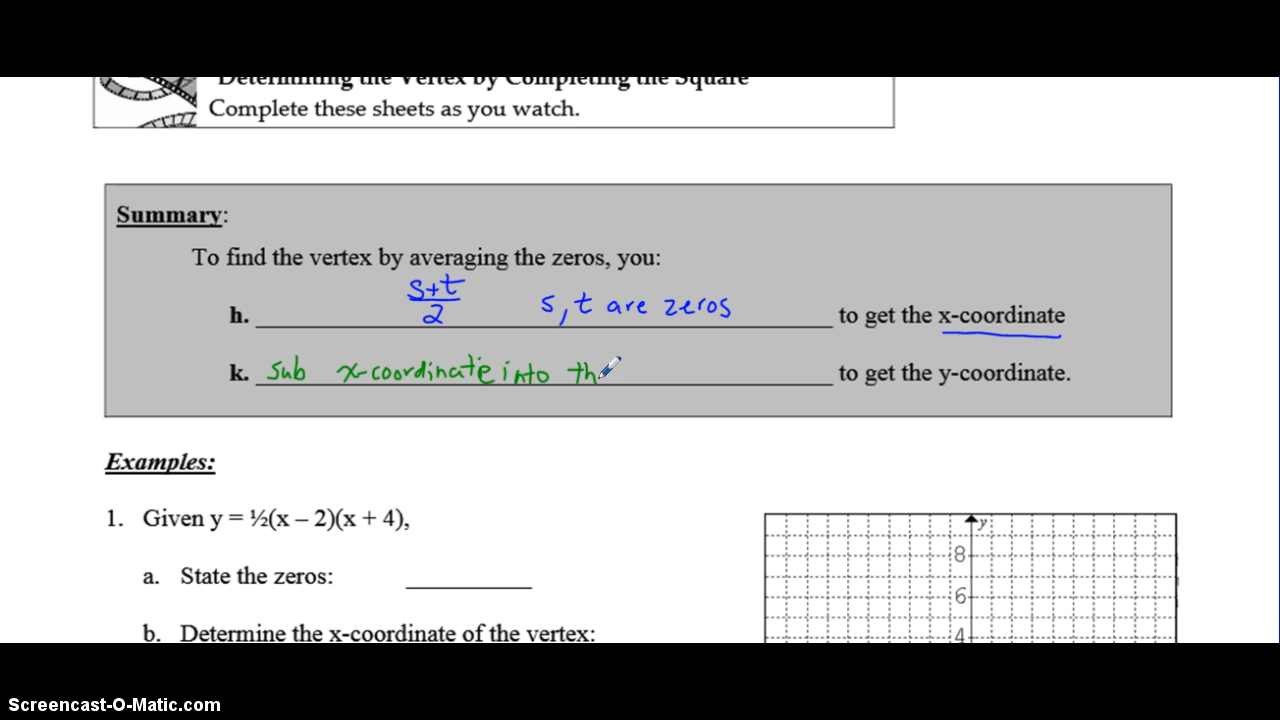 Determining the Vertex by Completing the Square
Complete these sheets as you watch.
Summary:
To find the vertex by averaging the zeros, you:
h. s+t/2 s, t are zeros to get the x-coordinate
k. sub x-coordinate into th to get the y-coordinate.
Examples:
1. Given y = ½(x – 2)(x + 4),
y
8
a. State the zeros: ____________
6
b. Determine the x-coordinate of the vertex:
4
Screencast-O-Matic.com